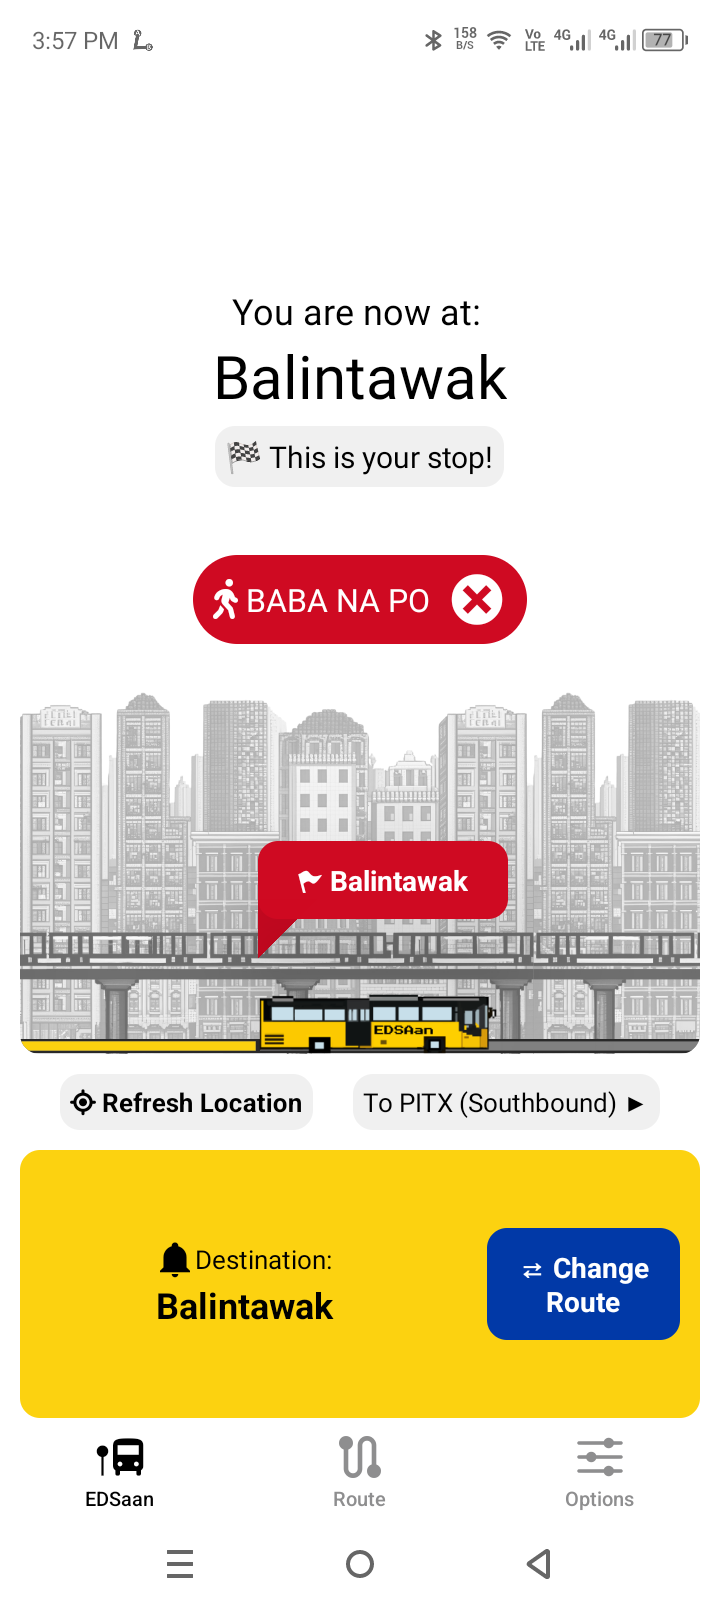 3:57 PM
158
B/S
Vo
LTE
4G
4G
77
You are now at:
Balintawak
This is your stop!
BABA NA PO
Balintawak
EDSAan
Refresh Location
To PITX (Southbound) ►
Destination:
Balintawak
⇄ Change
Route
EDSaan
Route
Options